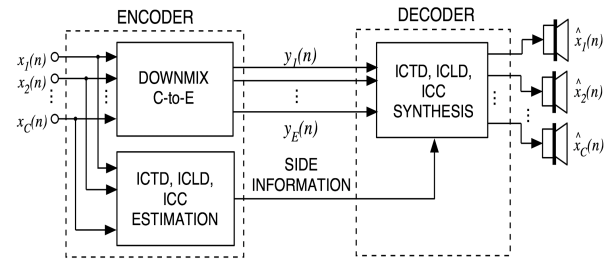 ENCODER
DECODER
x1(n)
x2(n)
xC(n)
DOWNMIX
C-to-E
y1(n)
yE(n)
ICTD, ICLD,
ICC
SYNTHESIS
x̂1(n)
x̂2(n)
x̂C(n)
ICTD, ICLD,
ICC
ESTIMATION
SIDE
INFORMATION